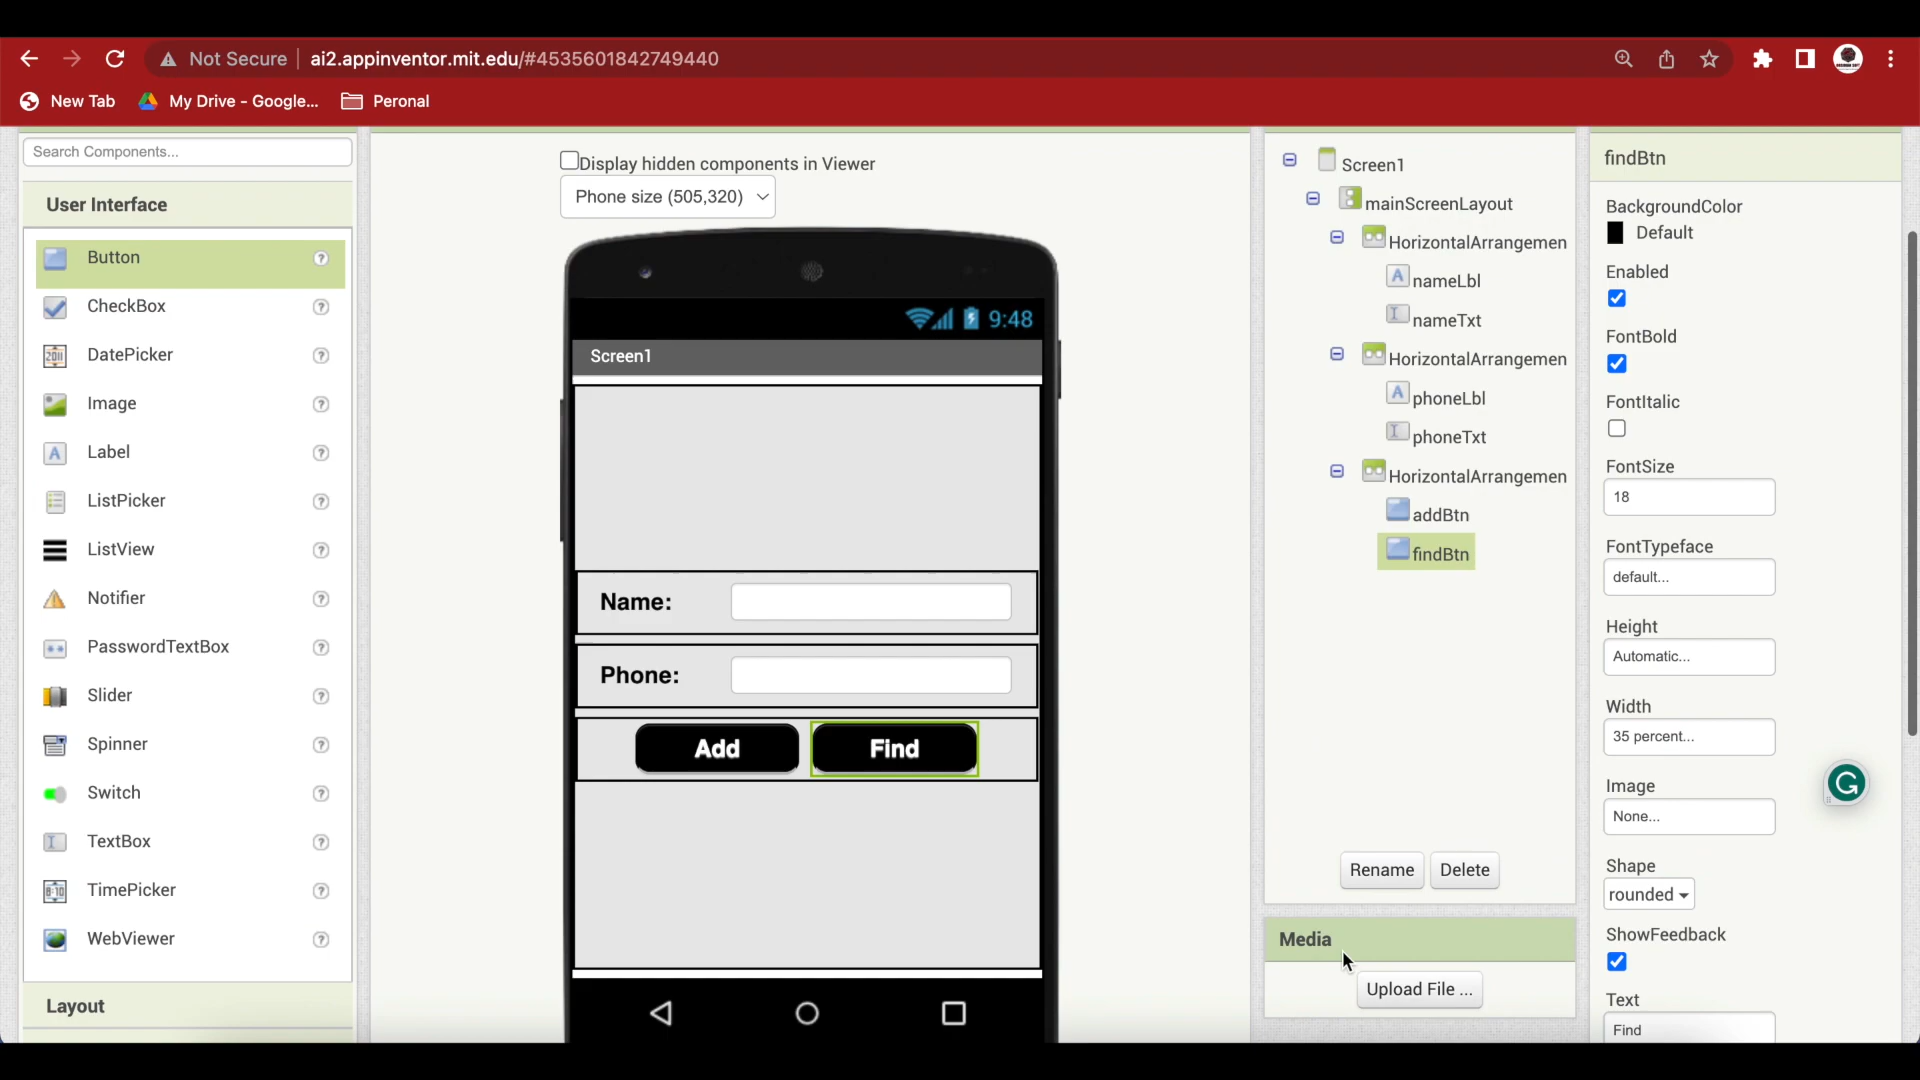 Not Secure
ai2.appinventor.mit.edu/#4535601842749440
New Tab
My Drive - Google...
Peronal
Search Components...
User Interface
Button
CheckBox
DatePicker
Image
Label
ListPicker
ListView
Notifier
PasswordTextBox
Slider
Spinner
Switch
TextBox
TimePicker
WebViewer
Layout
Display hidden components in Viewer
Phone size (505,320)
9:48
Screen1
Name:
Phone:
Add
Find
Screen1
mainScreenLayout
HorizontalArrangemen
nameLbl
nameTxt
HorizontalArrangemen
phoneLbl
phoneTxt
HorizontalArrangemen
addBtn
findBtn
Rename
Delete
Media
Upload File ...
findBtn
BackgroundColor
Default
Enabled
FontBold
FontItalic
FontSize
18
FontTypeface
default...
Height
Automatic...
Width
35 percent...
Image
None...
Shape
rounded
ShowFeedback
Text
Find